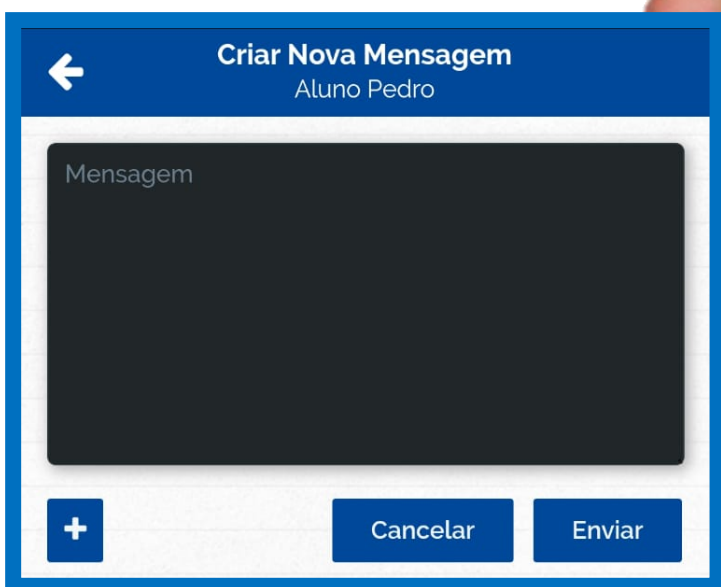 Criar Nova Mensagem
Aluno Pedro
Mensagem
Cancelar
Enviar